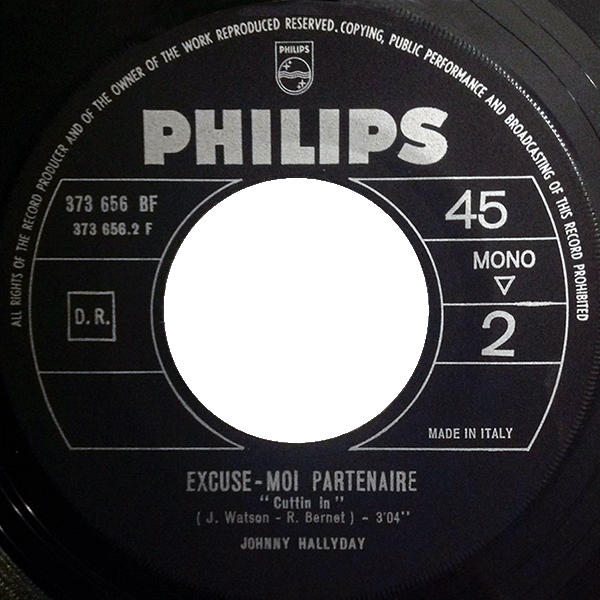 ALL RIGHTS OF THE RECORD PRODUCER AND OF THE OWNER OF THE WORK REPRODUCED RESERVED. COPYING, PUBLIC PERFORMANCE AND BROADCASTING OF THIS RECORD PROHIBITED
PHILIPS
PHILIPS
373 656 BF
373 656.2 F
45
MONO
D. R.
2
MADE IN ITALY
EXCUSE-MOI PARTENAIRE
"Cuttin in"
( J. Watson - R. Bernet ) - 3'04''
JOHNNY HALLYDAY